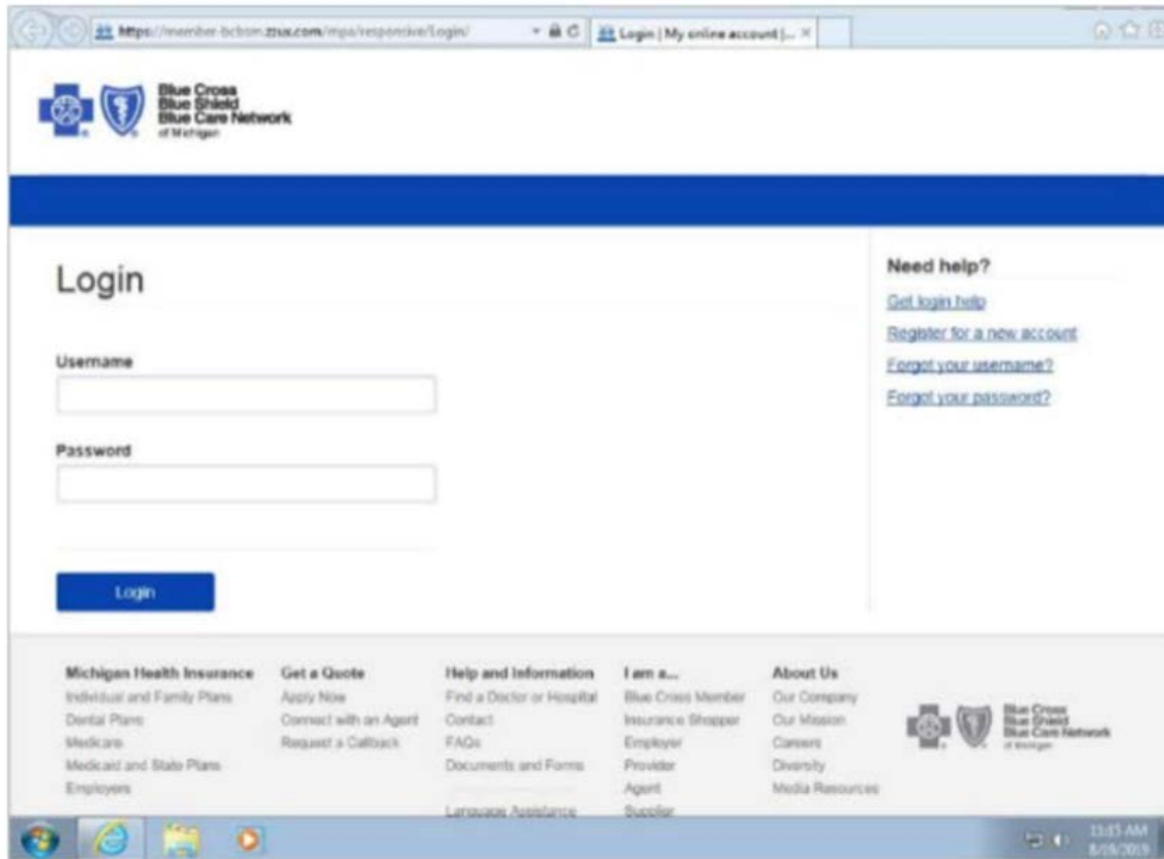 https://member-bcbsm.zzux.com/mpa/responsive/Login/
Login | My online account |...
Blue Cross
Blue Shield
Blue Care Network
of Michigan
Login
Username
Password
Login
Need help?
Get login help
Register for a new account
Forgot your username?
Forgot your password?
Michigan Health Insurance
Individual and Family Plans
Dental Plans
Medicare
Medicaid and State Plans
Employers
Get a Quote
Apply Now
Connect with an Agent
Request a Callback
Help and Information
Find a Doctor or Hospital
Contact
FAQs
Documents and Forms
Language Assistance
I am a...
Blue Cross Member
Insurance Shopper
Employer
Provider
Agent
Supplier
About Us
Our Company
Our Mission
Careers
Diversity
Media Resources
Blue Cross
Blue Shield
Blue Care Network
of Michigan
11:15 AM
8/19/2019